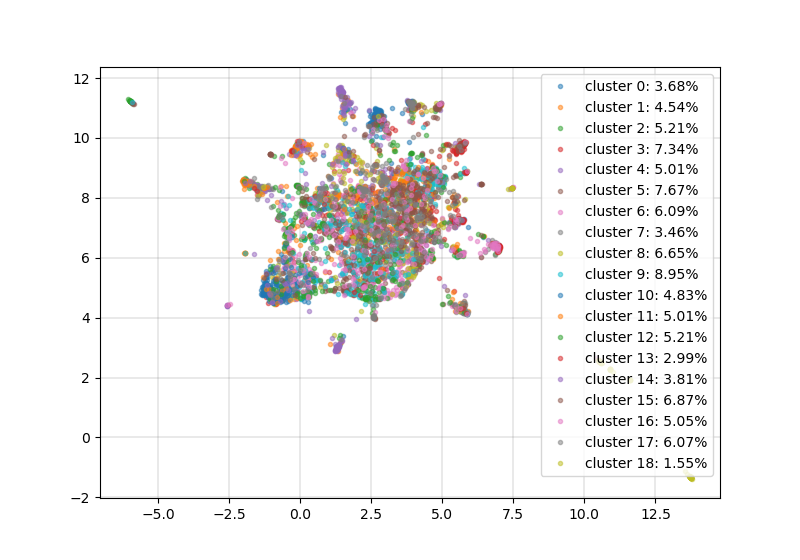 12
10
8
6
4
2
0
−2
−5.0
−2.5
0.0
2.5
5.0
7.5
10.0
12.5
cluster 0: 3.68%
cluster 1: 4.54%
cluster 2: 5.21%
cluster 3: 7.34%
cluster 4: 5.01%
cluster 5: 7.67%
cluster 6: 6.09%
cluster 7: 3.46%
cluster 8: 6.65%
cluster 9: 8.95%
cluster 10: 4.83%
cluster 11: 5.01%
cluster 12: 5.21%
cluster 13: 2.99%
cluster 14: 3.81%
cluster 15: 6.87%
cluster 16: 5.05%
cluster 17: 6.07%
cluster 18: 1.55%